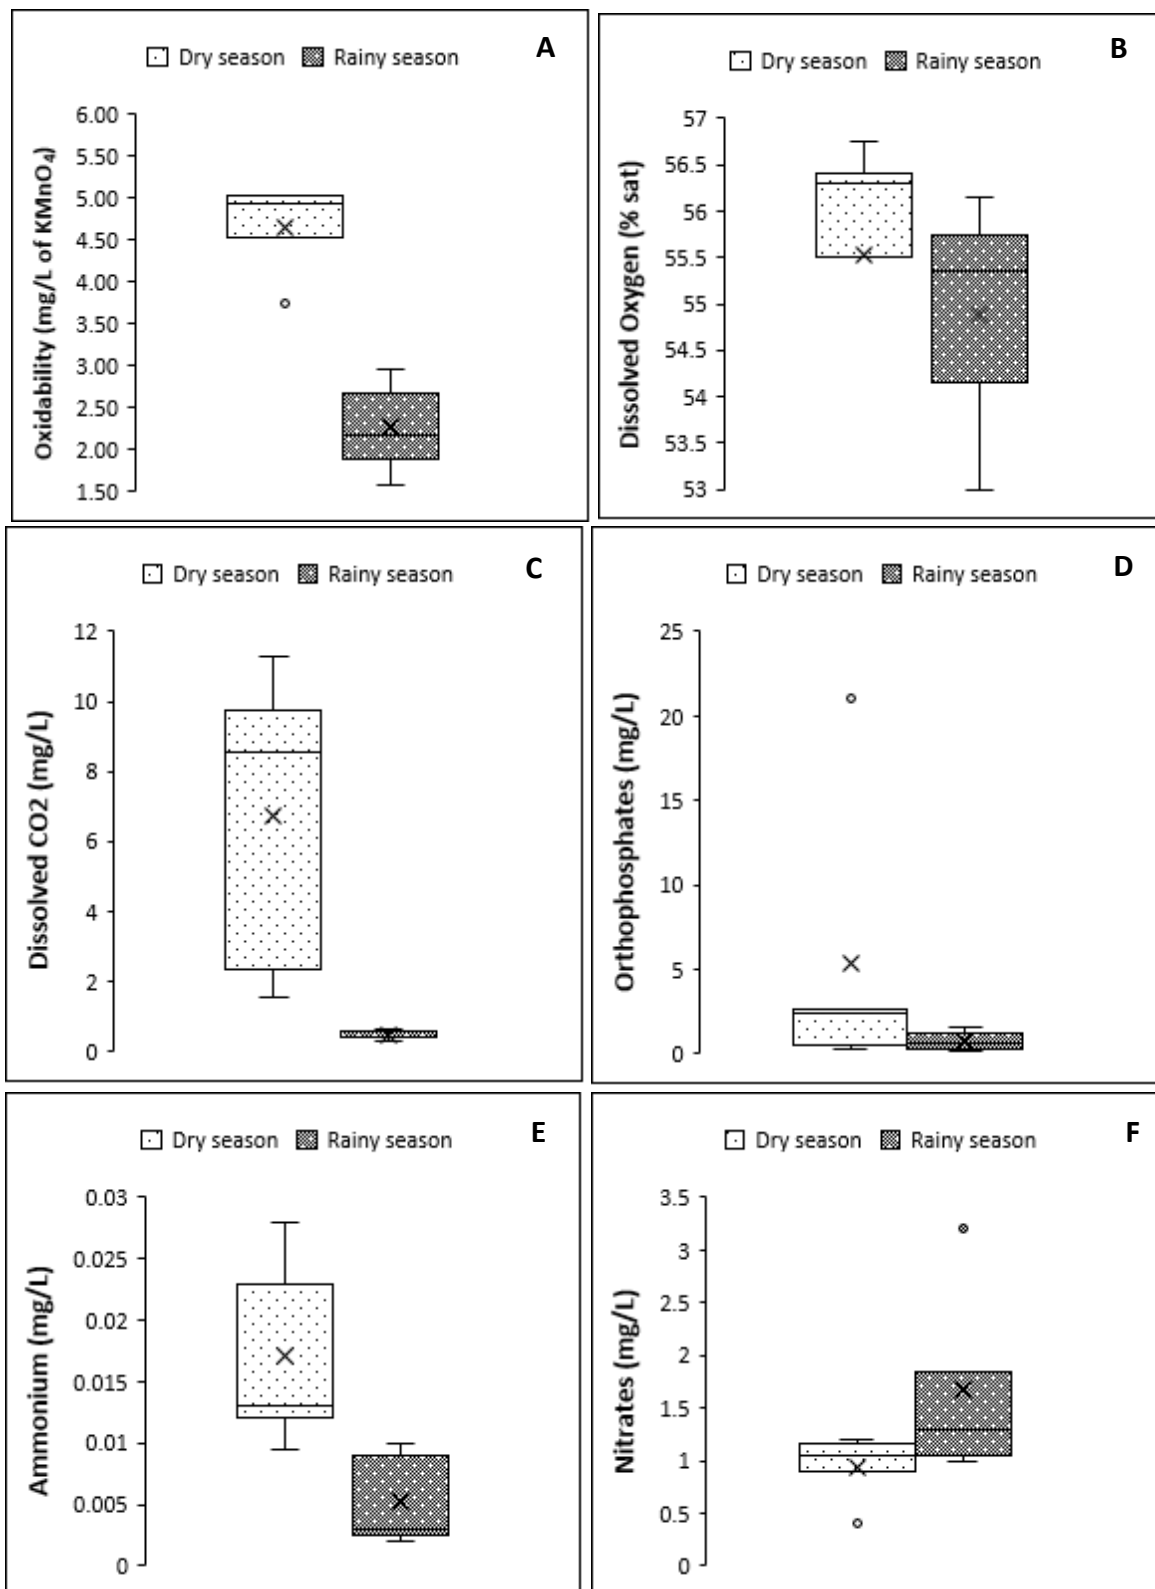 A
Dry season Rainy season
Oxidability (mg/L of KMnO₄)
6.00
5.50
5.00
4.50
4.00
3.50
3.00
2.50
2.00
1.50
B
Dry season Rainy season
Dissolved Oxygen (% sat)
57
56.5
56
55.5
55
54.5
54
53.5
53
C
Dry season Rainy season
Dissolved CO2 (mg/L)
12
10
8
6
4
2
0
D
Dry season Rainy season
Orthophosphates (mg/L)
25
20
15
10
5
0
E
Dry season Rainy season
Ammonium (mg/L)
0.03
0.025
0.02
0.015
0.01
0.005
0
F
Dry season Rainy season
Nitrates (mg/L)
3.5
3
2.5
2
1.5
1
0.5
0